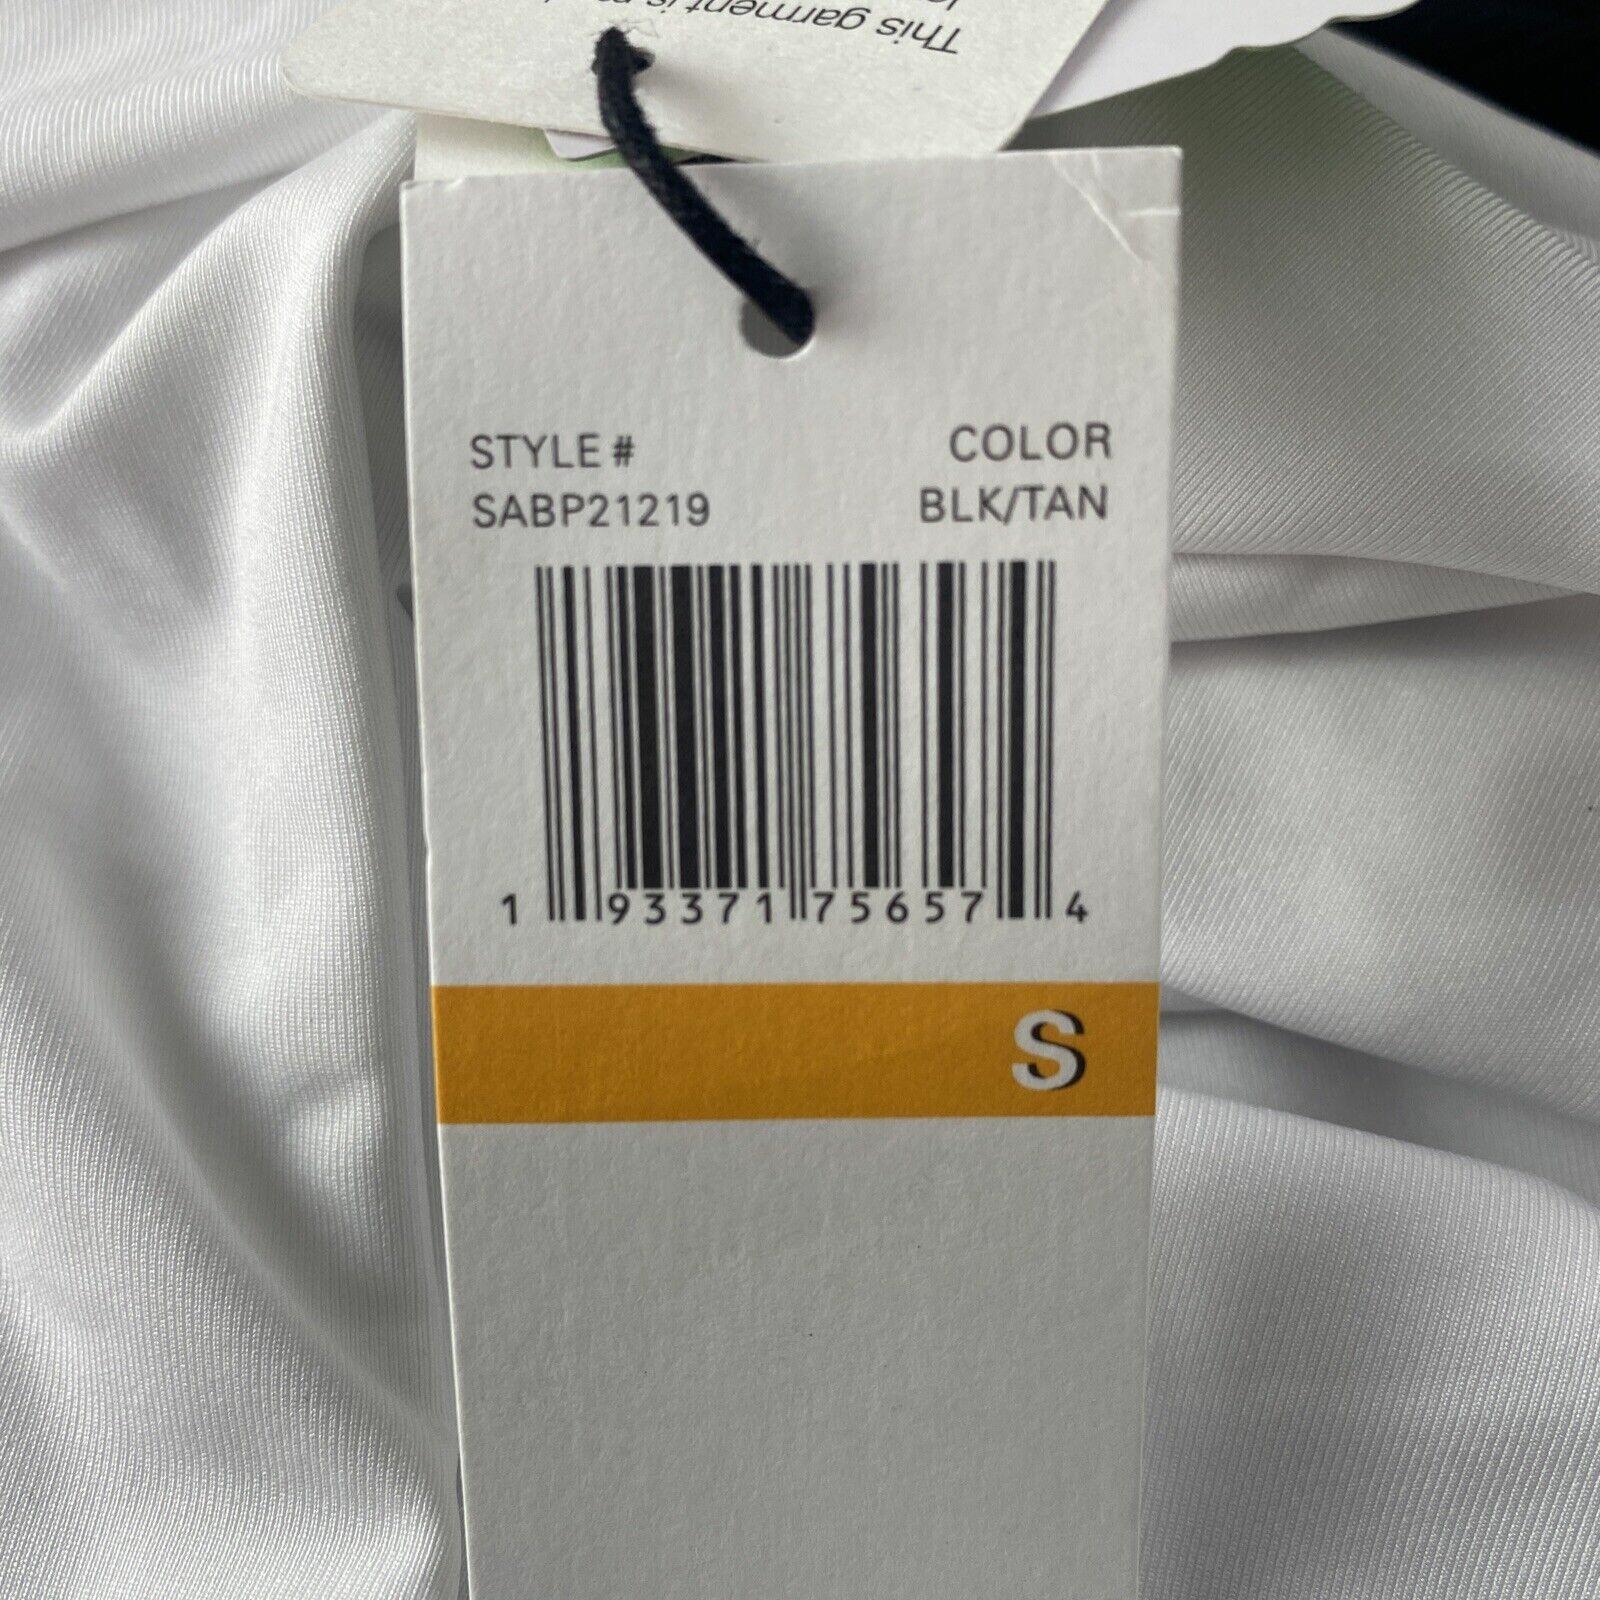 This garment is
STYLE # COLOR
SABP21219 BLK/TAN
1 93371 75657 4
S